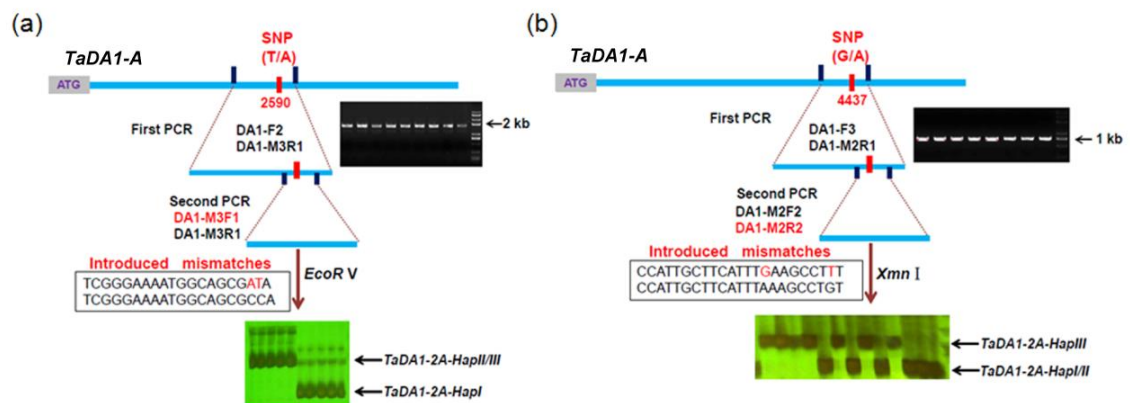 (a)
SNP
(T/A)
TaDA1-A
ATG
2590
First PCR
DA1-F2
DA1-M3R1
2 kb
Second PCR
DA1-M3F1
DA1-M3R1
Introduced mismatches
TCGGGAAAATGGCAGCGATA
TCGGGAAAATGGCAGCGCCA
EcoR V
TaDA1-2A-HapII/III
TaDA1-2A-HapI
(b)
SNP
(G/A)
TaDA1-A
ATG
4437
First PCR
DA1-F3
DA1-M2R1
1 kb
Second PCR
DA1-M2F2
DA1-M2R2
Introduced mismatches
CCATTGCTTCATTTGAAGCCTTT
CCATTGCTTCATTTAAAGCCTGT
Xmn I
TaDA1-2A-HapIII
TaDA1-2A-HapI/II